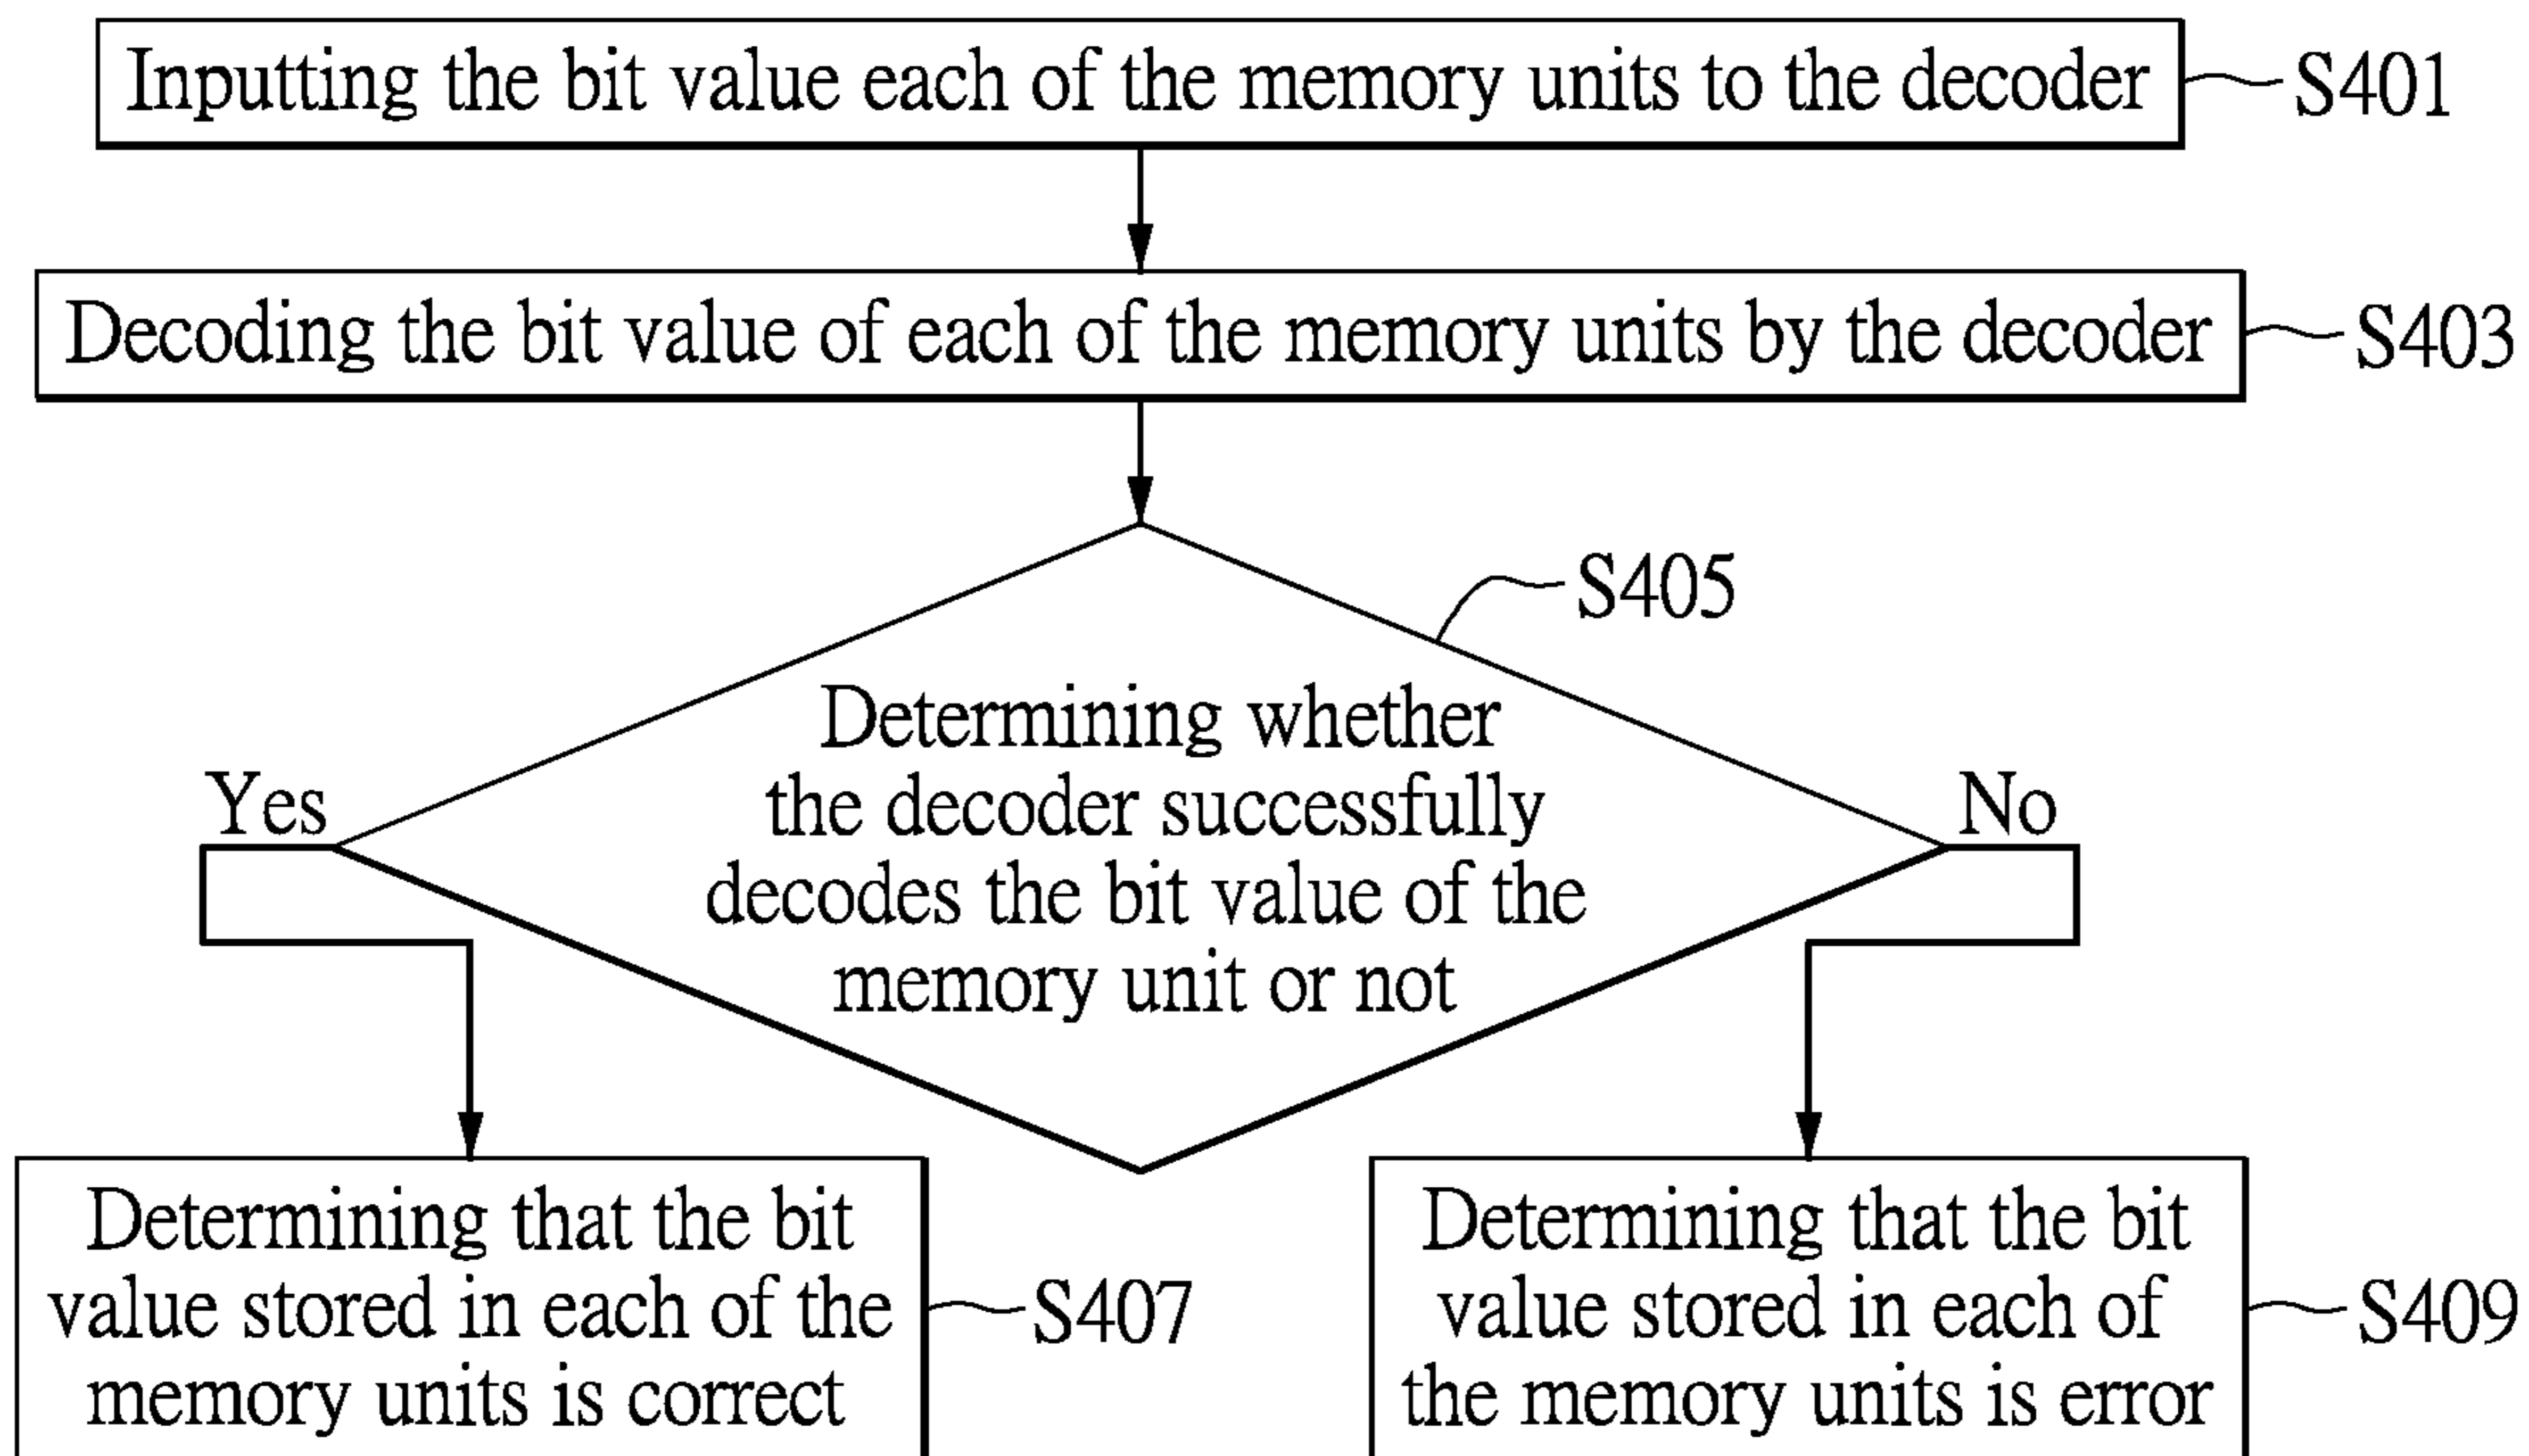 Inputting the bit value each of the memory units to the decoder
S401
Decoding the bit value of each of the memory units by the decoder
S403
S405
Determining whether
the decoder successfully
decodes the bit value of the
memory unit or not
Yes
No
Determining that the bit
value stored in each of the
memory units is correct
S407
Determining that the bit
value stored in each of
the memory units is error
S409